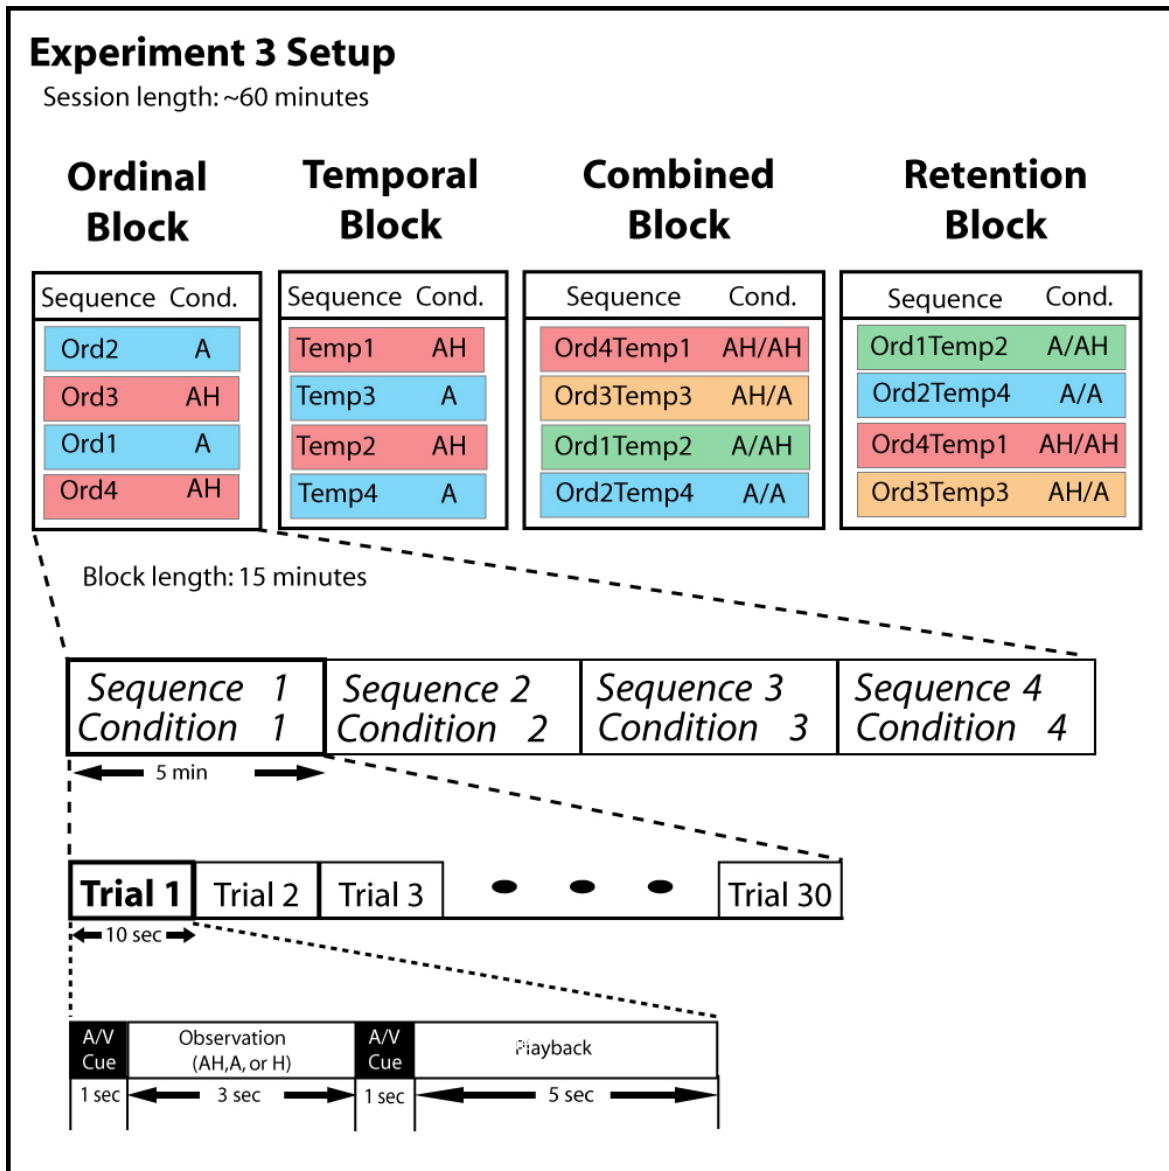 Experiment 3 Setup
Session length: ~60 minutes
Ordinal Block
Temporal Block
Combined Block
Retention Block
Sequence Cond.
Ord2 A
Ord3 AH
Ord1 A
Ord4 AH
Sequence Cond.
Temp1 AH
Temp3 A
Temp2 AH
Temp4 A
Sequence Cond.
Ord4Temp1 AH/AH
Ord3Temp3 AH/A
Ord1Temp2 A/AH
Ord2Temp4 A/A
Sequence Cond.
Ord1Temp2 A/AH
Ord2Temp4 A/A
Ord4Temp1 AH/AH
Ord3Temp3 AH/A
Block length: 15 minutes
Sequence 1
Condition 1
Sequence 2
Condition 2
Sequence 3
Condition 3
Sequence 4
Condition 4
5 min
Trial 1 Trial 2 Trial 3 Trial 30
10 sec
A/V
Cue
Observation
(AH,A, or H)
A/V
Cue
Playback
1 sec 3 sec 1 sec 5 sec